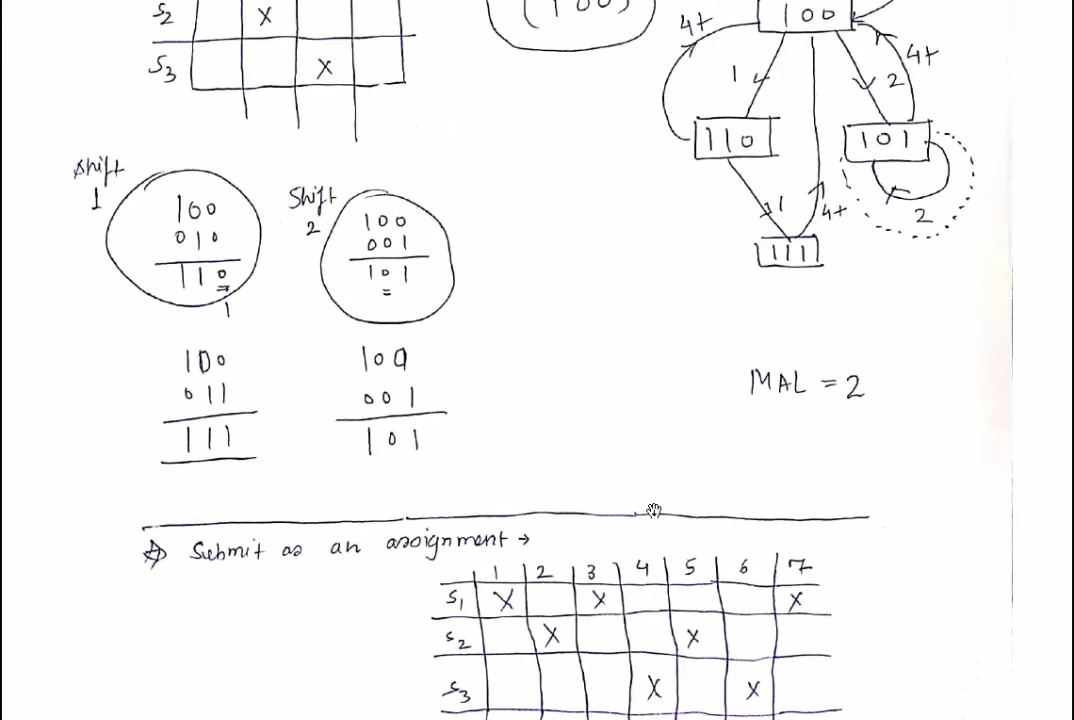 S2 X
S3 X
(100)
100
4+
4+
1
2
110
101
1
4+
2
111
Shift
1
100
010
110
1
Shift
2
100
001
101
=
100
011
111
100
001
101
MAL = 2
Submit as an assignment →
1 2 3 4 5 6 7
S1 X X X
S2 X X
S3 X X